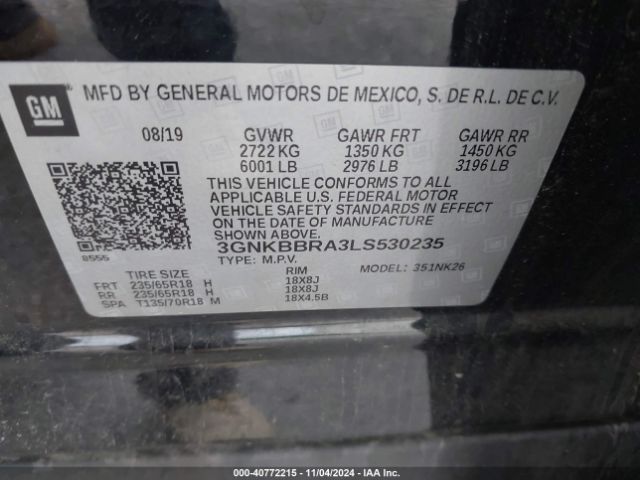 GM
MFD BY GENERAL MOTORS DE MEXICO, S. DE R.L. DE C.V.
08/19 GVWR GAWR FRT GAWR RR
2722 KG 1350 KG 1450 KG
6001 LB 2976 LB 3196 LB
THIS VEHICLE CONFORMS TO ALL
APPLICABLE U.S. FEDERAL MOTOR
VEHICLE SAFETY STANDARDS IN EFFECT
ON THE DATE OF MANUFACTURE
SHOWN ABOVE.
3GNKBBRA3LS530235
8555 TYPE: M.P.V. MODEL: 351NK26
TIRE SIZE RIM
FRT 235/65R18 H 18X8J
RR 235/65R18 H 18X8J
SPA T135/70R18 M 18X4.5B
000-40772215 - 11/04/2024 - IAA Inc.